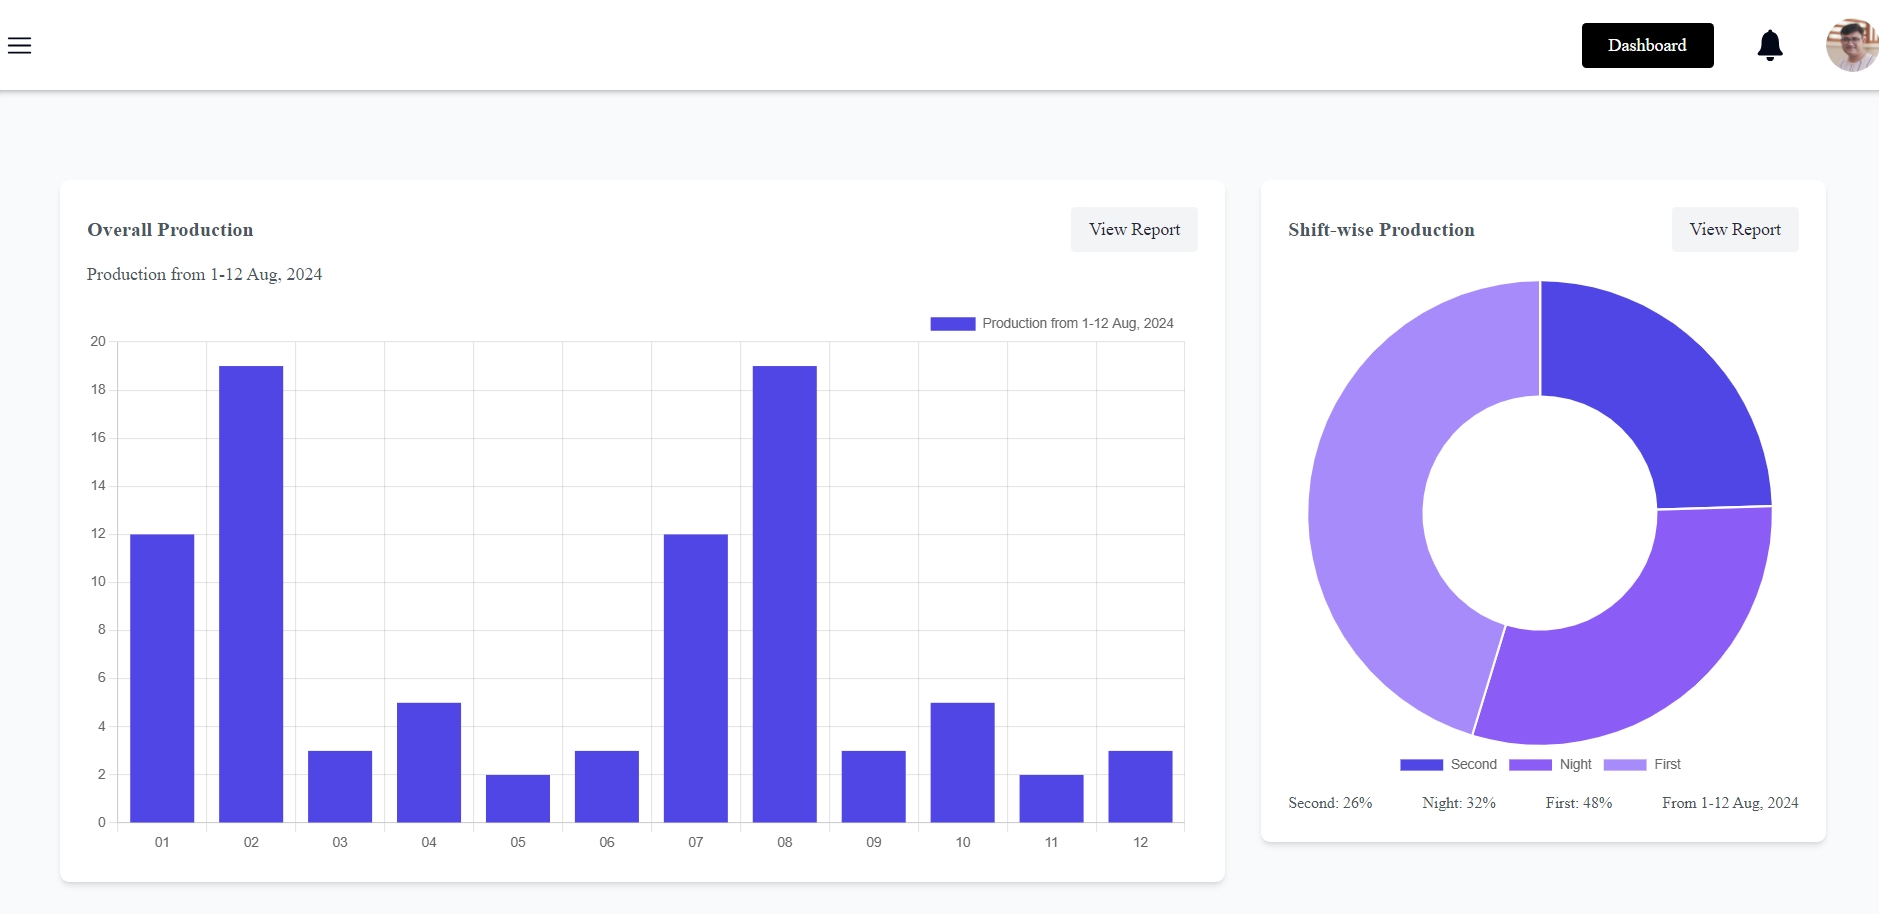 Dashboard
Overall Production
View Report
Production from 1-12 Aug, 2024
Production from 1-12 Aug, 2024
20
18
16
14
12
10
8
6
4
2
0
01 02 03 04 05 06 07 08 09 10 11 12
Shift-wise Production
View Report
Second Night First
Second: 26% Night: 32% First: 48% From 1-12 Aug, 2024